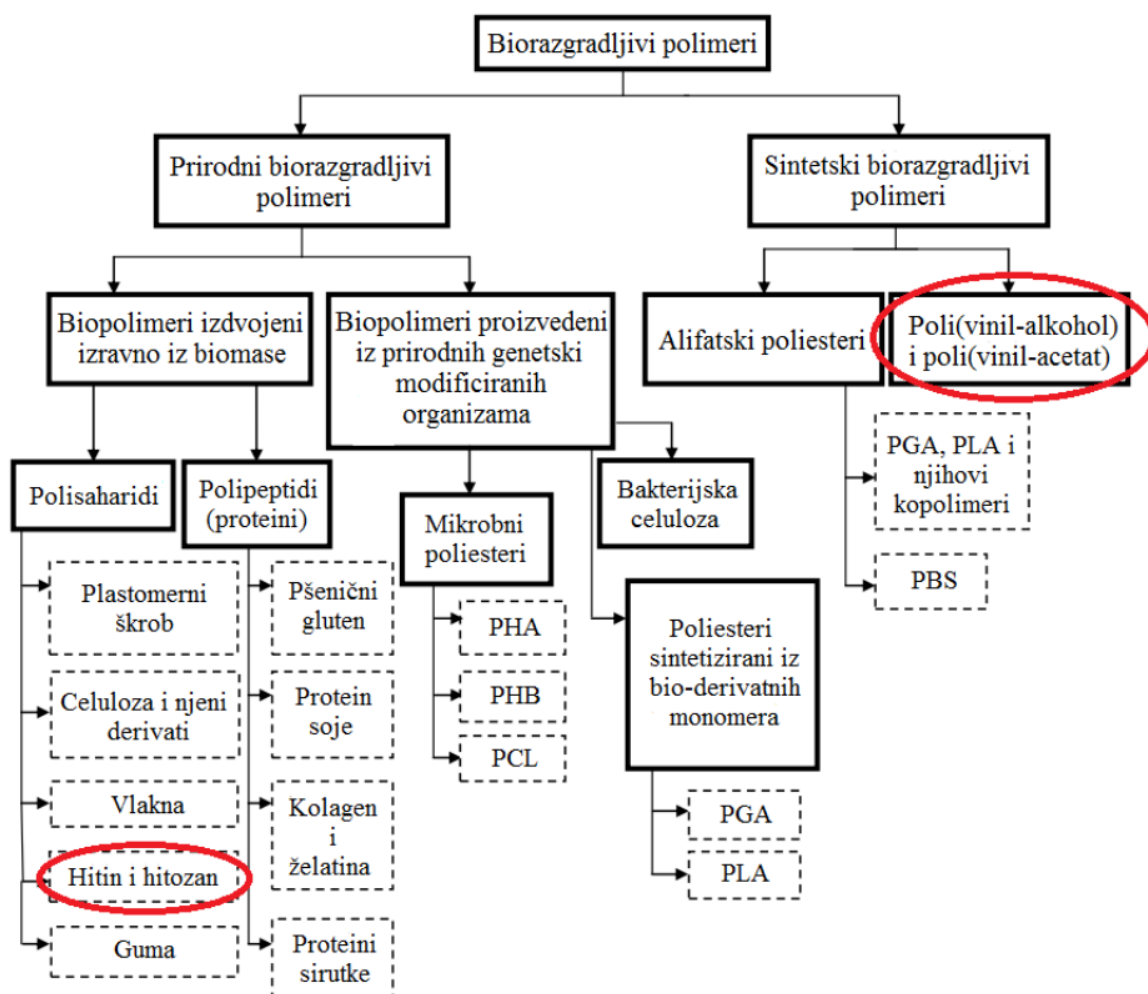 Biorazgradljivi polimeri
Prirodni biorazgradljivi
polimeri
Sintetski biorazgradljivi
polimeri
Biopolimeri izdvojeni
izravno iz biomase
Biopolimeri proizvedeni
iz prirodnih genetski
modificiranih
organizama
Alifatski poliesteri
Poli(vinil-alkohol)
i poli(vinil-acetat)
Polisaharidi
Polipeptidi
(proteini)
Mikrobni
poliesteri
Bakterijska
celuloza
PGA, PLA i
njihovi
kopolimeri
PBS
Plastomerni
škrob
Celuloza i njeni
derivati
Vlakna
Hitin i hitozan
Guma
Pšenični
gluten
Protein
soje
Kolagen
i
želatina
Proteini
sirutke
PHA
PHB
PCL
Poliesteri
sintetizirani iz
bio-derivatnih
monomera
PGA
PLA